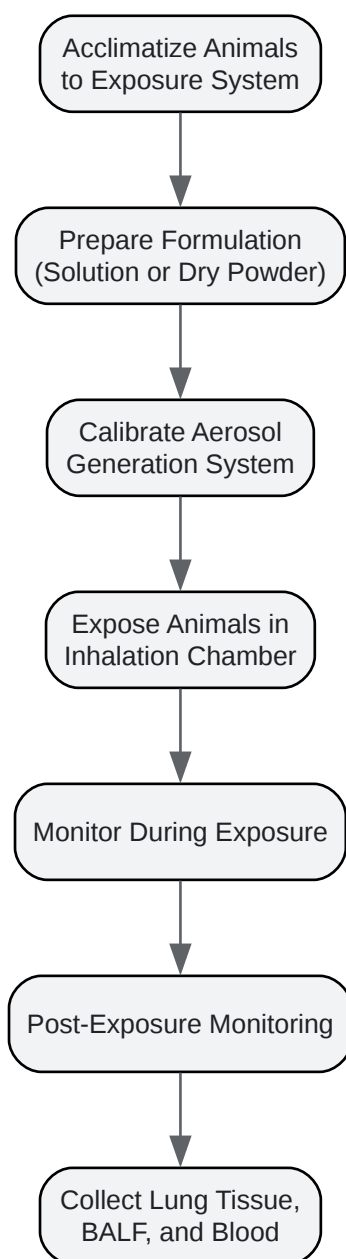 Acclimatize Animals
to Exposure System
Prepare Formulation
(Solution or Dry Powder)
Calibrate Aerosol
Generation System
Expose Animals in
Inhalation Chamber
Monitor During Exposure
Post-Exposure Monitoring
Collect Lung Tissue,
BALF, and Blood